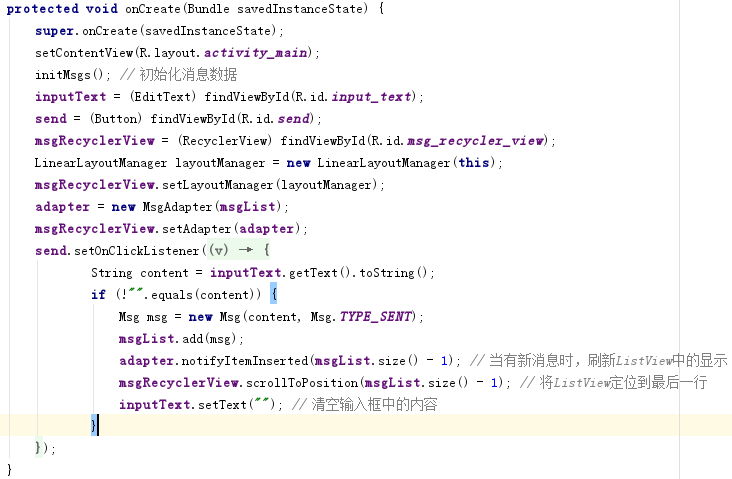 protected void onCreate(Bundle savedInstanceState) {
    super.onCreate(savedInstanceState);
    setContentView(R.layout.activity_main);
    initMsgs(); // 初始化消息数据
    inputText = (EditText) findViewById(R.id.input_text);
    send = (Button) findViewById(R.id.send);
    msgRecyclerView = (RecyclerView) findViewById(R.id.msg_recycler_view);
    LinearLayoutManager layoutManager = new LinearLayoutManager(this);
    msgRecyclerView.setLayoutManager(layoutManager);
    adapter = new MsgAdapter(msgList);
    msgRecyclerView.setAdapter(adapter);
    send.setOnClickListener((v) → {
            String content = inputText.getText().toString();
            if (!"".equals(content)) {
                Msg msg = new Msg(content, Msg.TYPE_SENT);
                msgList.add(msg);
                adapter.notifyItemInserted(msgList.size() - 1); // 当有新消息时，刷新ListView中的显示
                msgRecyclerView.scrollToPosition(msgList.size() - 1); // 将ListView定位到最后一行
                inputText.setText(""); // 清空输入框中的内容
            }
    });
}